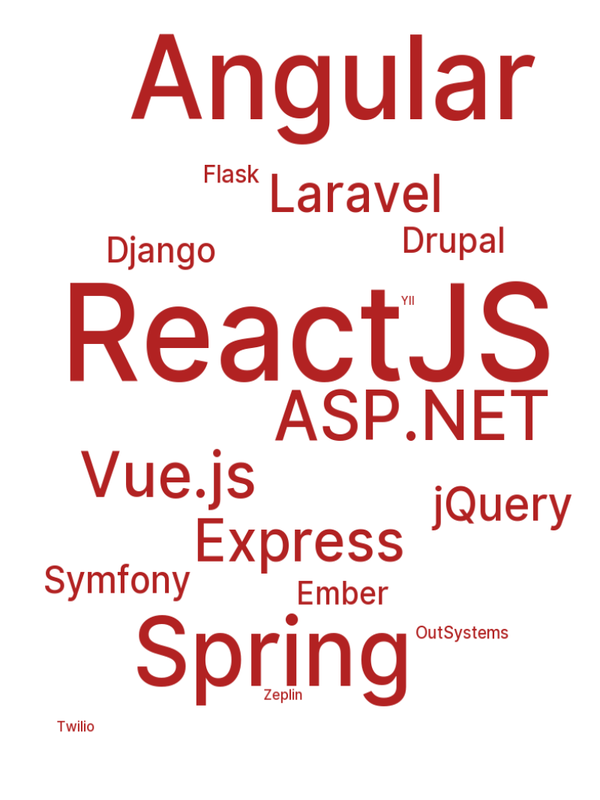 Angular
Flask
Laravel
Drupal
Django
YII
ReactJS
ASP.NET
Vue.js
jQuery
Express
Symfony
Ember
Spring
OutSystems
Zeplin
Twilio